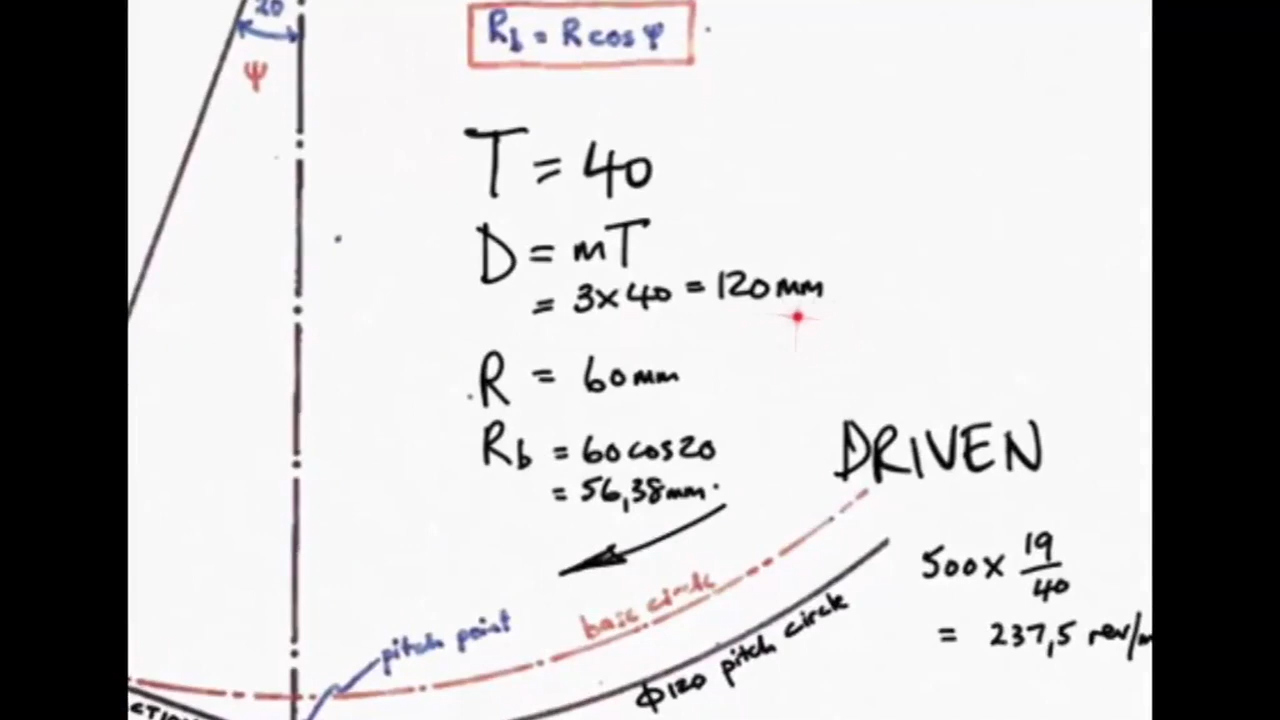 20
ψ
R_b = R cos ψ
T = 40
D = mT
= 3×40 = 120mm
R = 60mm
R_b = 60cos20
= 56,38mm.
DRIVEN
500 × 19/40
= 237,5 rev/m
base circle
pitch point
Φ120 pitch circle
CTION